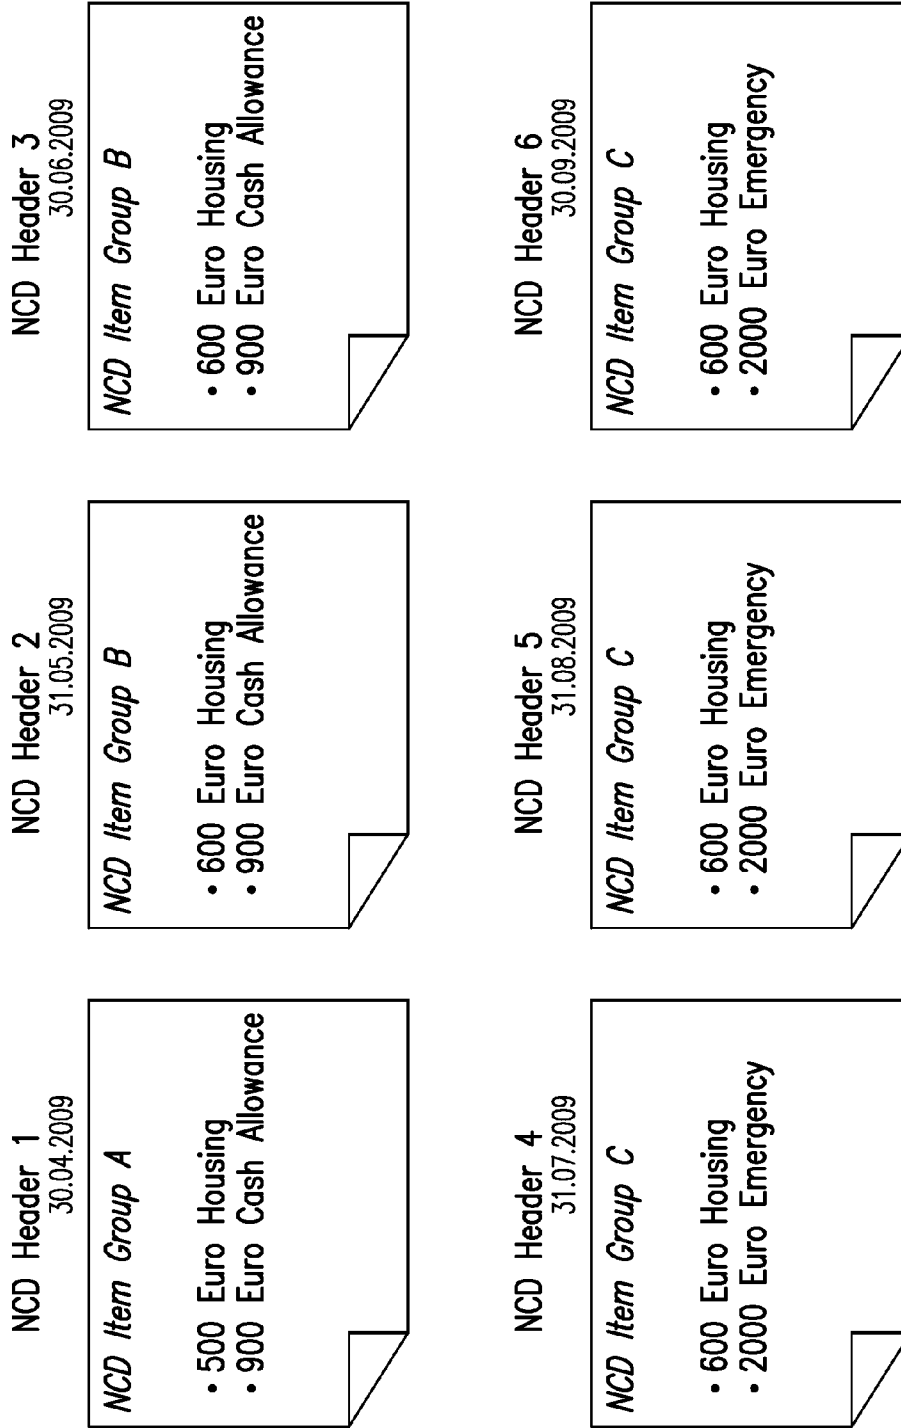 NCD Header 1
30.04.2009
NCD Item Group A
• 500 Euro Housing
• 900 Euro Cash Allowance
NCD Header 2
31.05.2009
NCD Item Group B
• 600 Euro Housing
• 900 Euro Cash Allowance
NCD Header 3
30.06.2009
NCD Item Group B
• 600 Euro Housing
• 900 Euro Cash Allowance
NCD Header 4
31.07.2009
NCD Item Group C
• 600 Euro Housing
• 2000 Euro Emergency
NCD Header 5
31.08.2009
NCD Item Group C
• 600 Euro Housing
• 2000 Euro Emergency
NCD Header 6
30.09.2009
NCD Item Group C
• 600 Euro Housing
• 2000 Euro Emergency